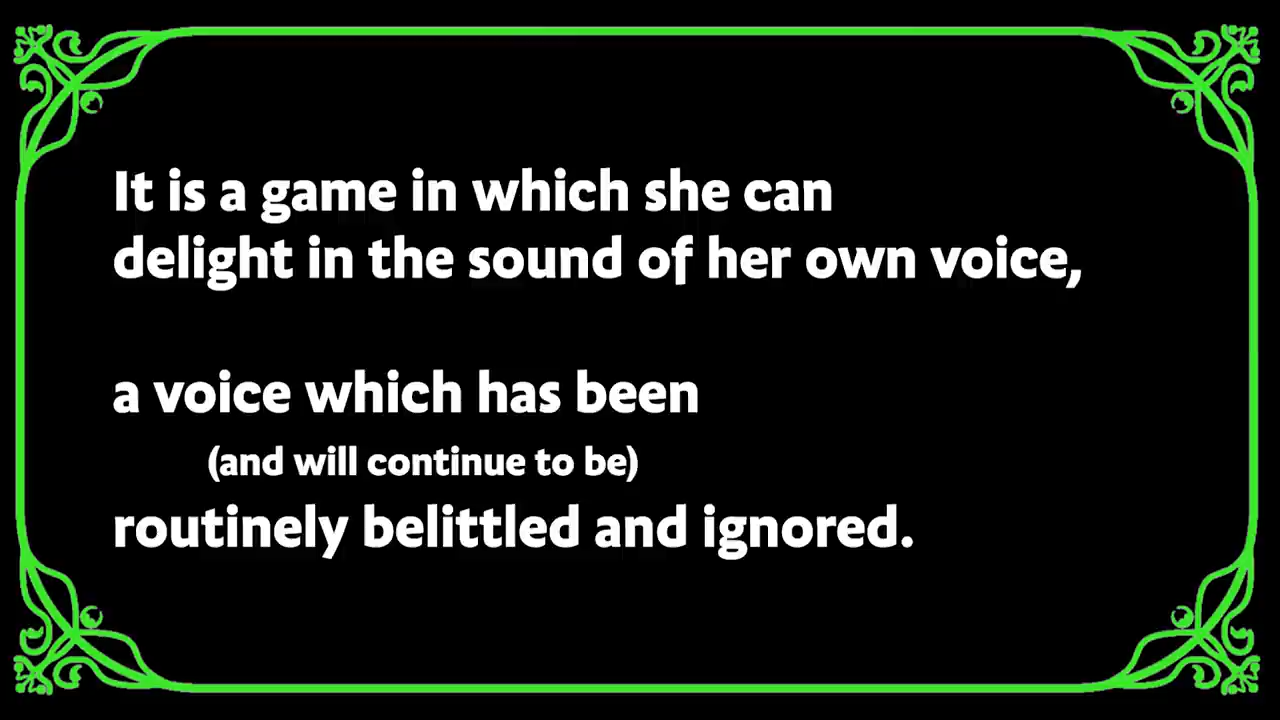 It is a game in which she can
delight in the sound of her own voice,
a voice which has been
(and will continue to be)
routinely belittled and ignored.